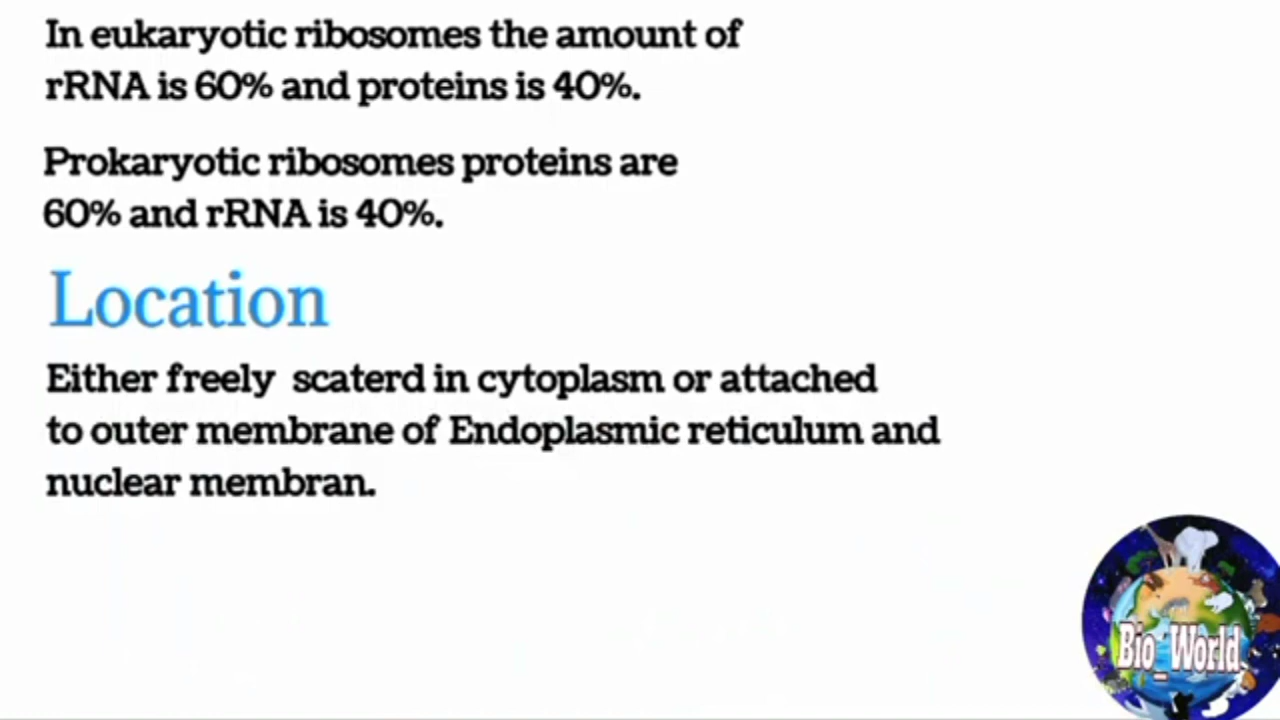 In eukaryotic ribosomes the amount of
rRNA is 60% and proteins is 40%.
Prokaryotic ribosomes proteins are
60% and rRNA is 40%.
Location
Either freely scaterd in cytoplasm or attached
to outer membrane of Endoplasmic reticulum and
nuclear membran.
Bio_World